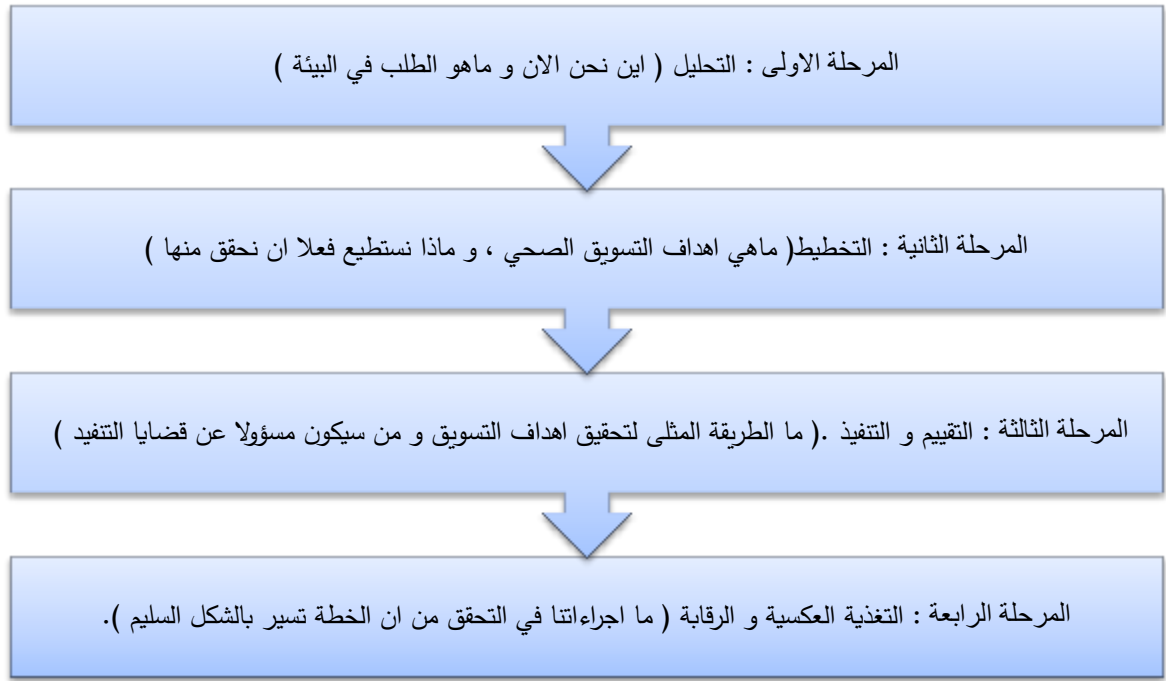 المرحلة الاولى : التحليل ( اين نحن الان و ماهو الطلب في البيئة )
المرحلة الثانية : التخطيط( ماهي اهداف التسويق الصحي ، و ماذا نستطيع فعلا ان نحقق منها )
المرحلة الثالثة : التقييم و التنفيذ .( ما الطريقة المثلى لتحقيق اهداف التسويق و من سيكون مسؤولا عن قضايا التنفيد )
المرحلة الرابعة : التغذية العكسية و الرقابة ( ما اجراءاتنا في التحقق من ان الخطة تسير بالشكل السليم ).